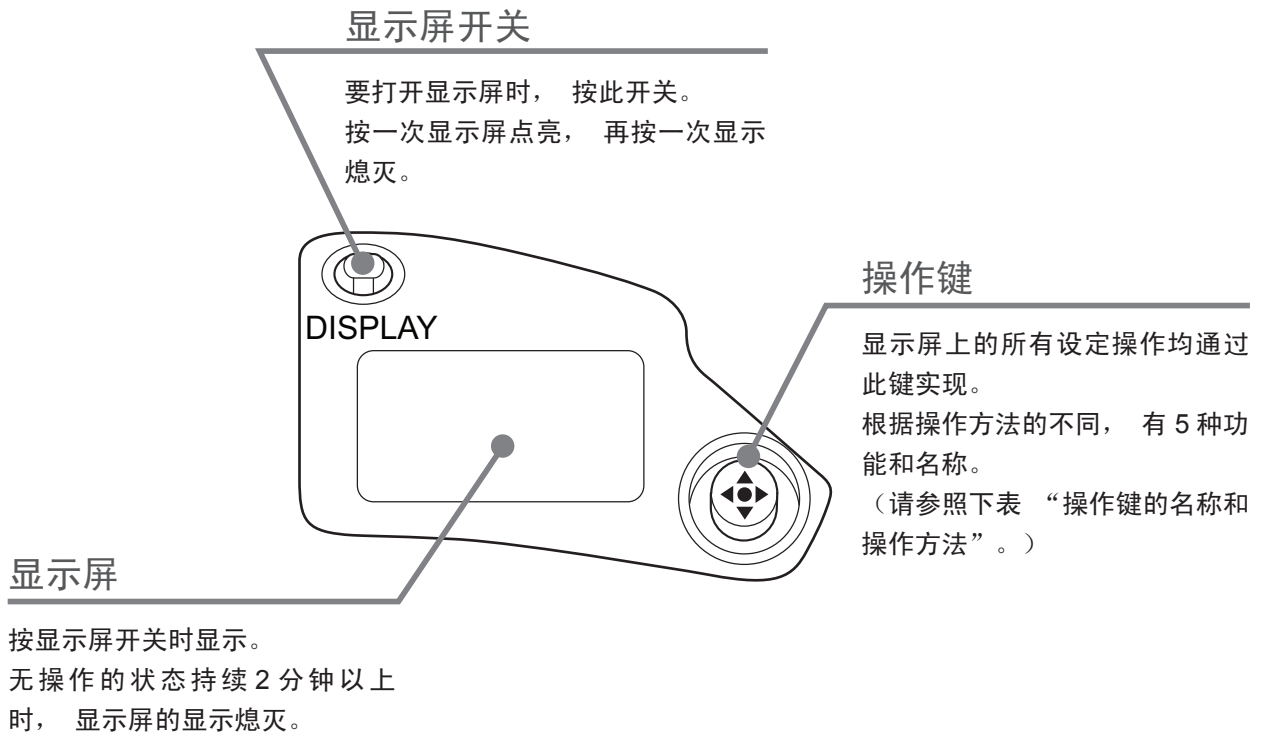 显示屏开关
要打开显示屏时， 按此开关。
按一次显示屏点亮， 再按一次显示
熄灭。
DISPLAY
操作键
显示屏上的所有设定操作均通过
此键实现。
根据操作方法的不同， 有 5 种功
能和名称。
（请参照下表 “操作键的名称和
操作方法”。）
显示屏
按显示屏开关时显示。
无操作的状态持续 2 分钟以上
时， 显示屏的显示熄灭。